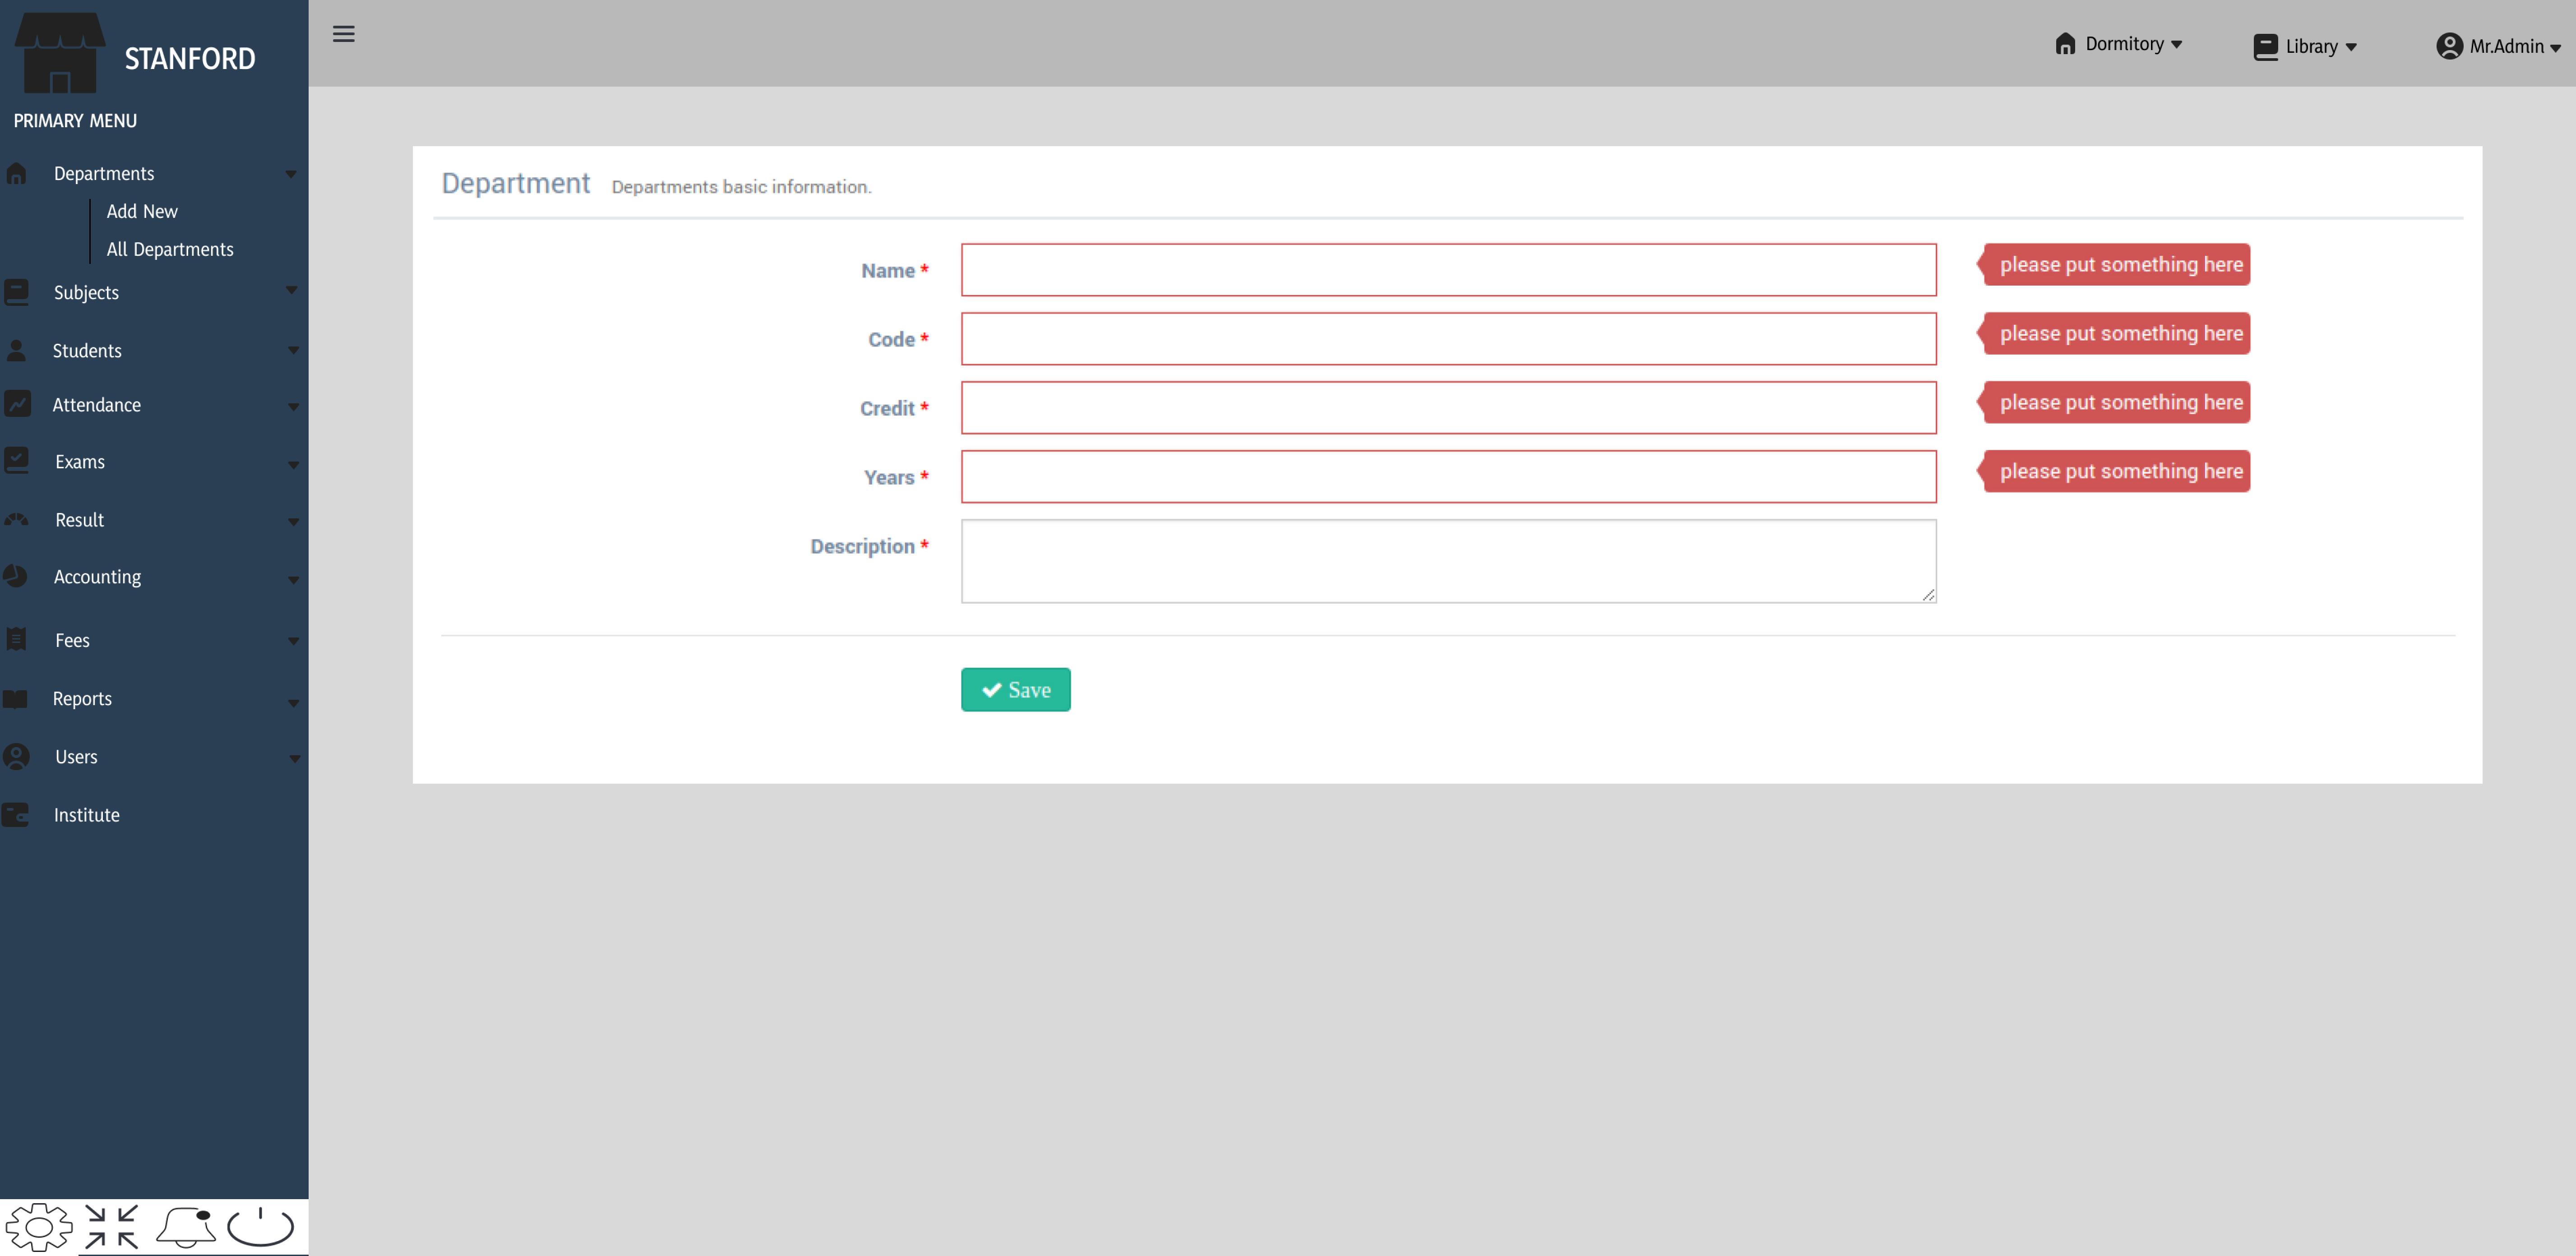 STANFORD
PRIMARY MENU
Departments
Add New
All Departments
Subjects
Students
Attendance
Exams
Result
Accounting
Fees
Reports
Users
Institute
Dormitory
Library
Mr.Admin
Department Departments basic information.
Name * please put something here
Code * please put something here
Credit * please put something here
Years * please put something here
Description *
Save